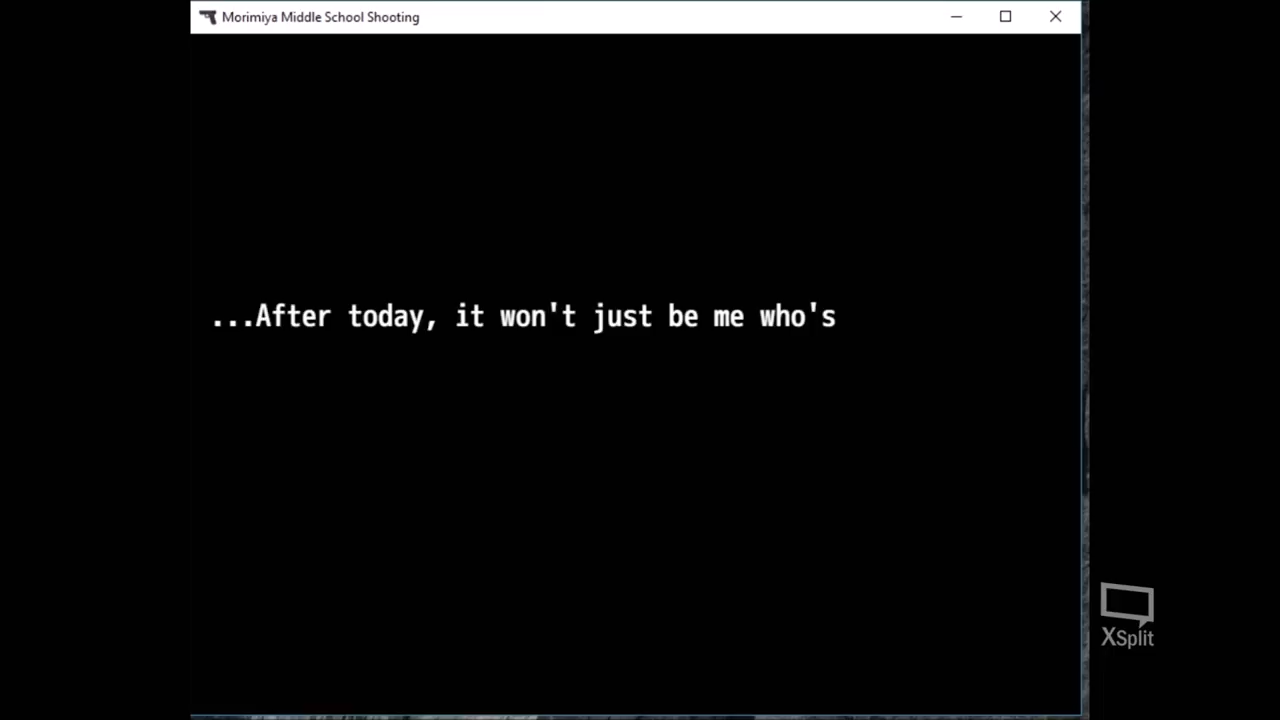 Morimiya Middle School Shooting
...After today, it won't just be me who's
XSplit